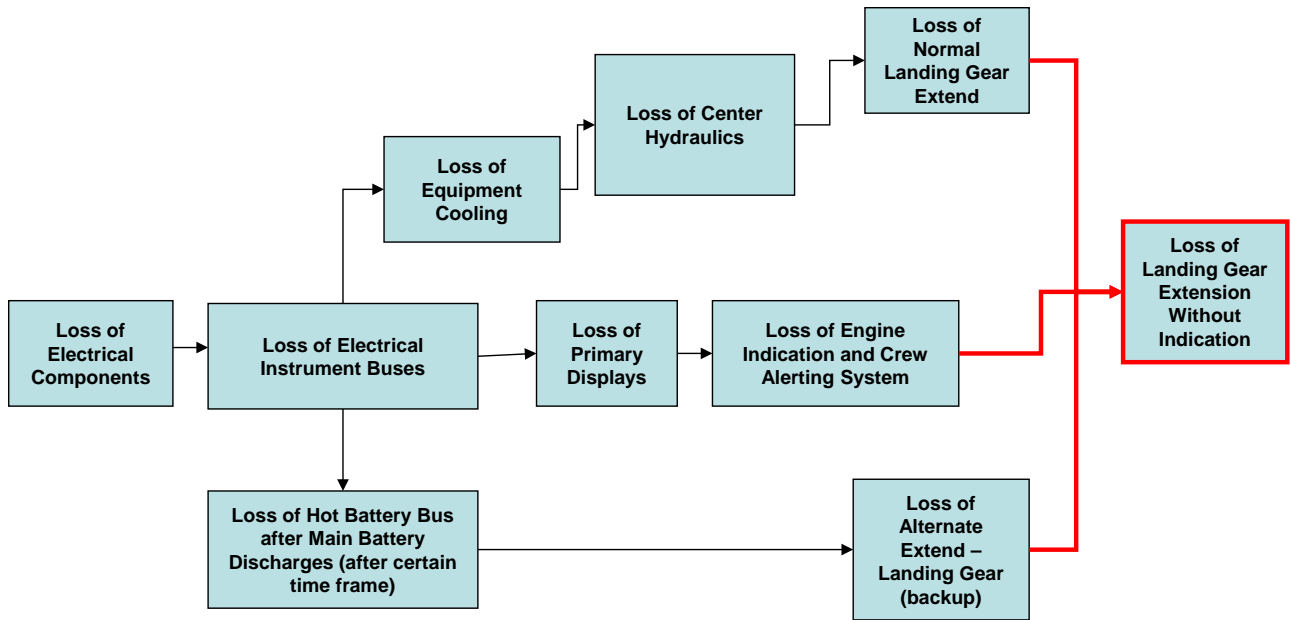 Loss of
Normal
Landing Gear
Extend
Loss of Center
Hydraulics
Loss of
Equipment
Cooling
Loss of
Landing Gear
Extension
Without
Indication
Loss of
Electrical
Components
Loss of Electrical
Instrument Buses
Loss of
Primary
Displays
Loss of Engine
Indication and Crew
Alerting System
Loss of Hot Battery Bus
after Main Battery
Discharges (after certain
time frame)
Loss of
Alternate
Extend –
Landing Gear
(backup)